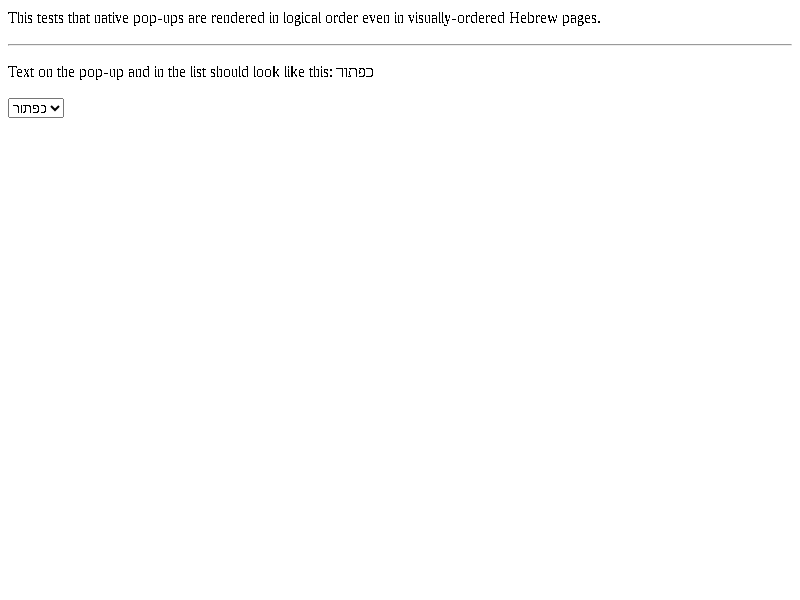 This tests that native pop-ups are rendered in logical order even in visually-ordered Hebrew pages.
Text on the pop-up and in the list should look like this: כפתור
כפתור